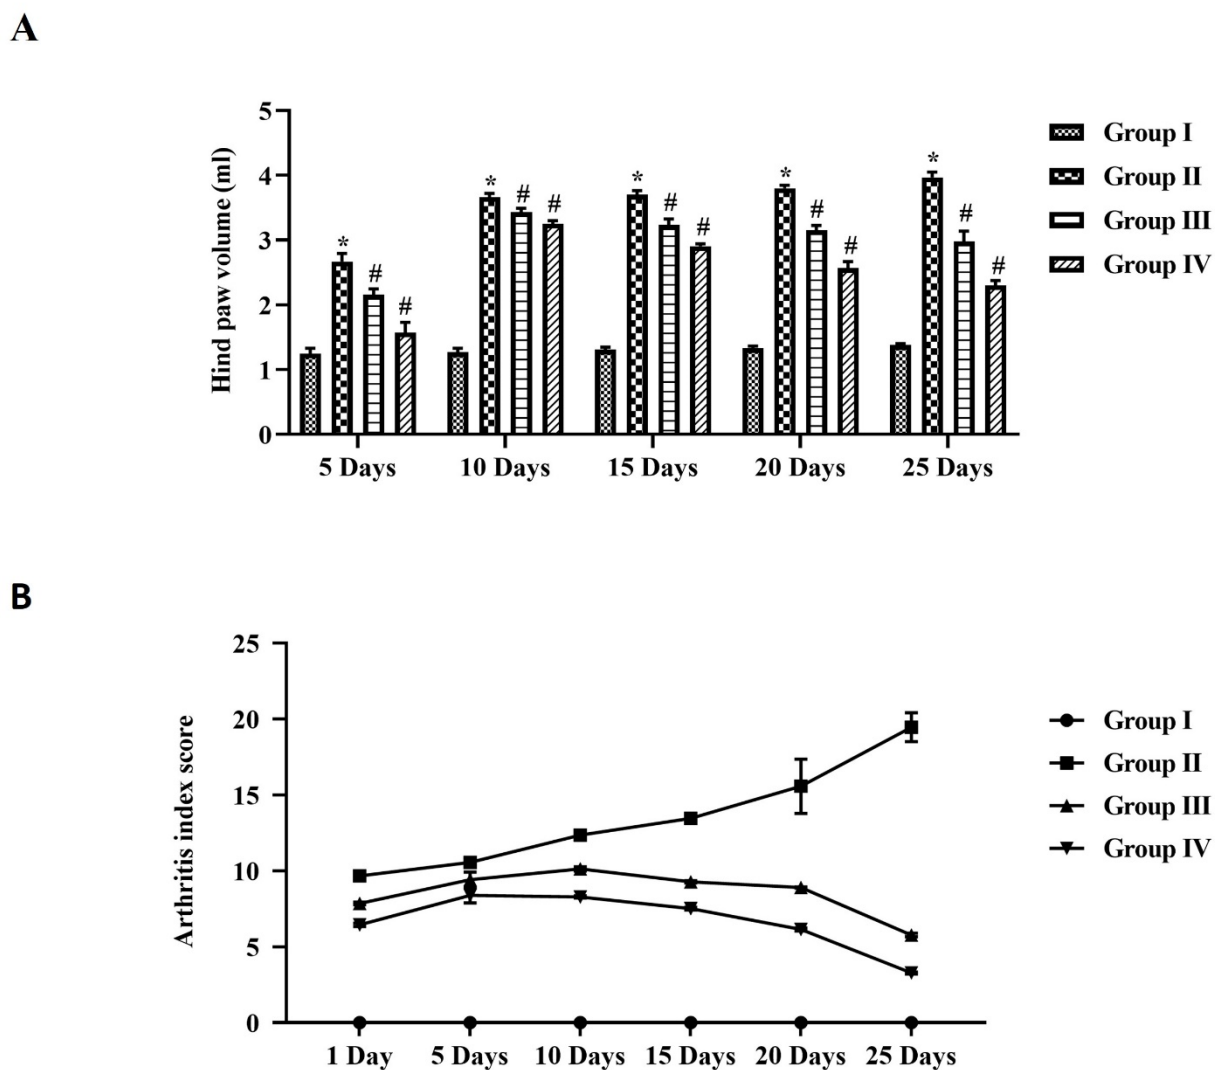 A
Hind paw volume (ml)
5
4
3
2
1
0
* # #
* # #
* # #
* # #
* # #
5 Days 10 Days 15 Days 20 Days 25 Days
Group I
Group II
Group III
Group IV
B
Arthritis index score
25
20
15
10
5
0
1 Day 5 Days 10 Days 15 Days 20 Days 25 Days
Group I
Group II
Group III
Group IV